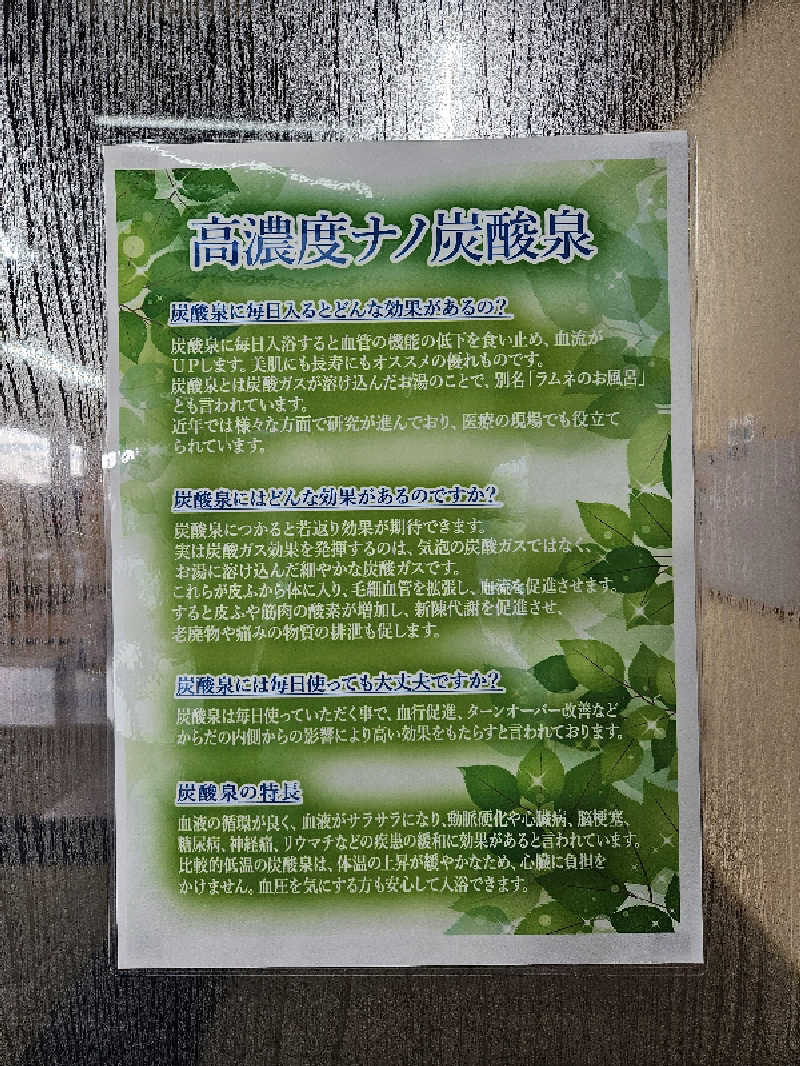 高濃度ナノ炭酸泉
炭酸泉に毎日入るとどんな効果があるの?
炭酸泉に毎日入浴すると血管の機能の低下を食い止め、血流が
UPします。美肌にも長寿にもオススメの優れものです。
炭酸泉とは炭酸ガスが溶け込んだお湯のことで、別名「ラムネのお風呂」
とも言われています。
近年では様々な方面で研究が進んでおり、医療の現場でも役立て
られています。
炭酸泉にはどんな効果があるのですか?
炭酸泉につかると若返り効果が期待できます。
実は炭酸ガス効果を発揮するのは、気泡の炭酸ガスではなく、
お湯に溶け込んだ細やかな炭酸ガスです。
これらが皮ふから体に入り、毛細血管を拡張し、血流を促進させます。
すると皮ふや筋肉の酸素が増加し、新陳代謝を促進させ、
老廃物や痛みの物質の排泄も促します。
炭酸泉には毎日使っても大丈夫ですか?
炭酸泉は毎日使っていただく事で、血行促進、ターンオーバー改善など
からだの内側からの影響により高い効果をもたらすと言われております。
炭酸泉の特長
血液の循環が良く、血液がサラサラになり、動脈硬化や心臓病、脳梗塞、
糖尿病、神経痛、リウマチなどの疾患の緩和に効果があると言われています。
比較的低温の炭酸泉は、体温の上昇が緩やかなため、心臓に負担を
かけません。血圧を気にする方も安心して入浴できます。